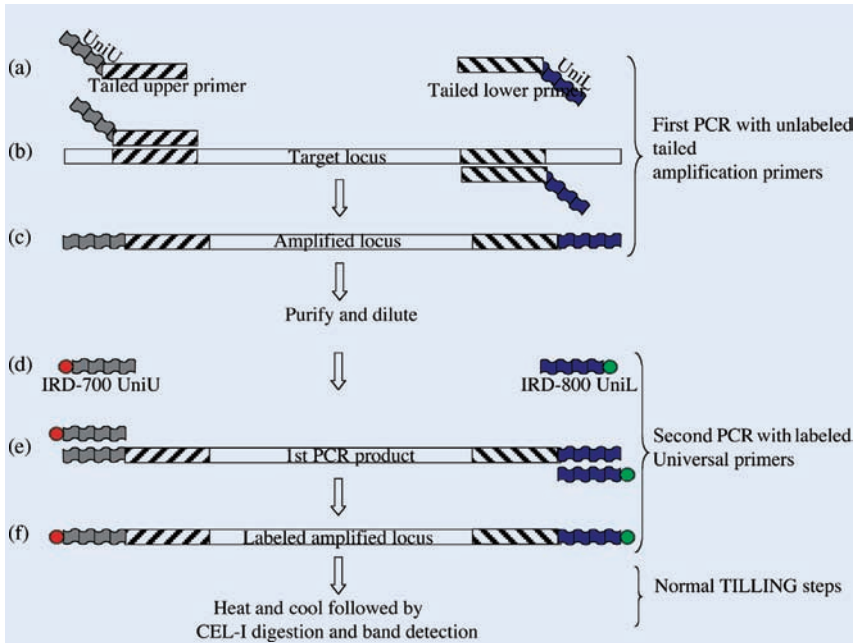 (a)
UniU
Tailed upper primer
UniL
Tailed lower primer
(b)
Target locus
First PCR with unlabeled
tailed
amplification primers
(c)
Amplified locus
Purify and dilute
(d)
IRD-700 UniU
IRD-800 UniL
(e)
1st PCR product
Second PCR with labeled
Universal primers
(f)
Labeled amplified locus
Heat and cool followed by
CEL-I digestion and band detection
Normal TILLING steps